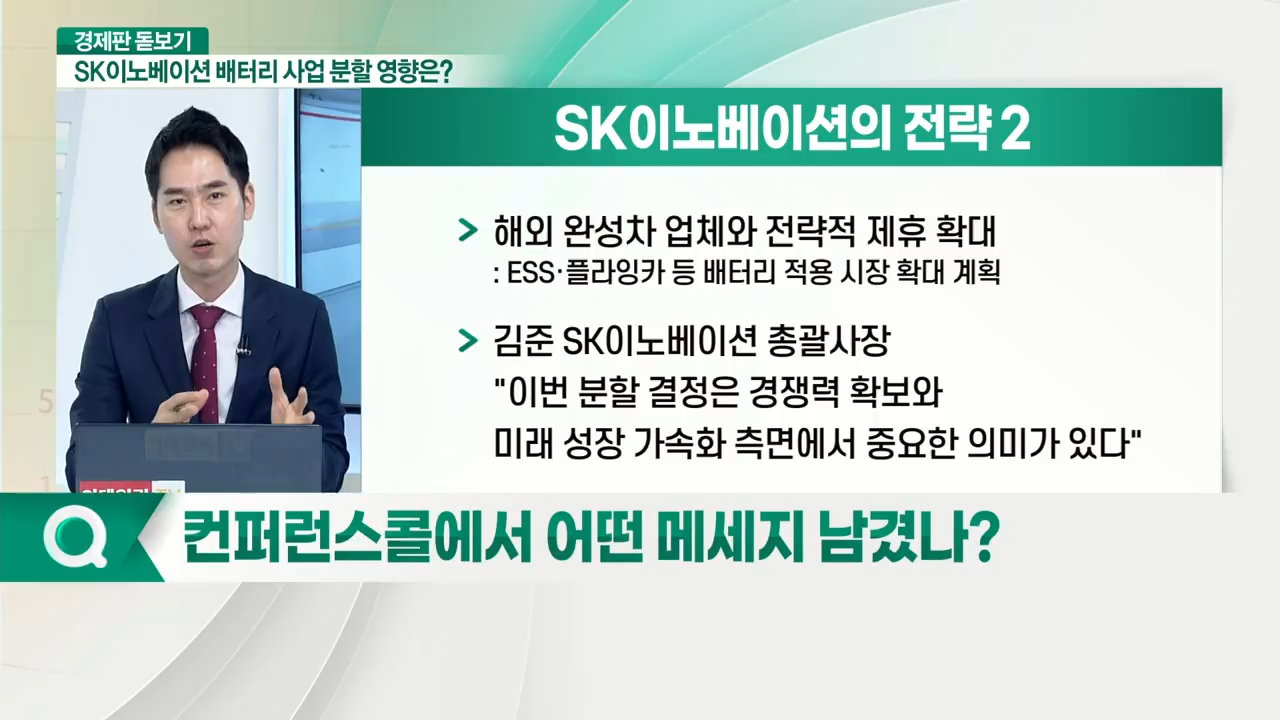 경제판 돋보기
SK이노베이션 배터리 사업 분할 영향은?
SK이노베이션의 전략 2
> 해외 완성차 업체와 전략적 제휴 확대
: ESS·플라잉카 등 배터리 적용 시장 확대 계획
> 김준 SK이노베이션 총괄사장
"이번 분할 결정은 경쟁력 확보와
미래 성장 가속화 측면에서 중요한 의미가 있다"
컨퍼런스콜에서 어떤 메세지 남겼나?